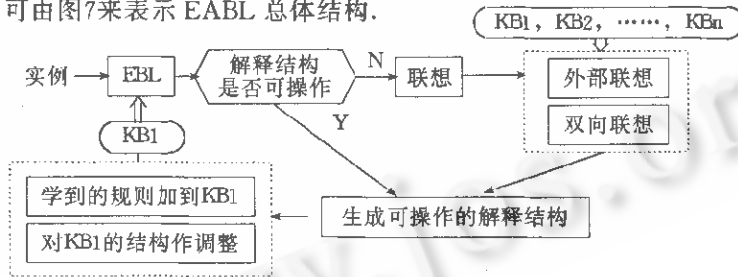 可由图7来表示 EABL 总体结构.
KB1, KB2, ……, KBn
实例
EBL
解释结构
是否可操作
N
联想
外部联想
双向联想
KB1
Y
学到的规则加到KB1
对KB1的结构作调整
生成可操作的解释结构